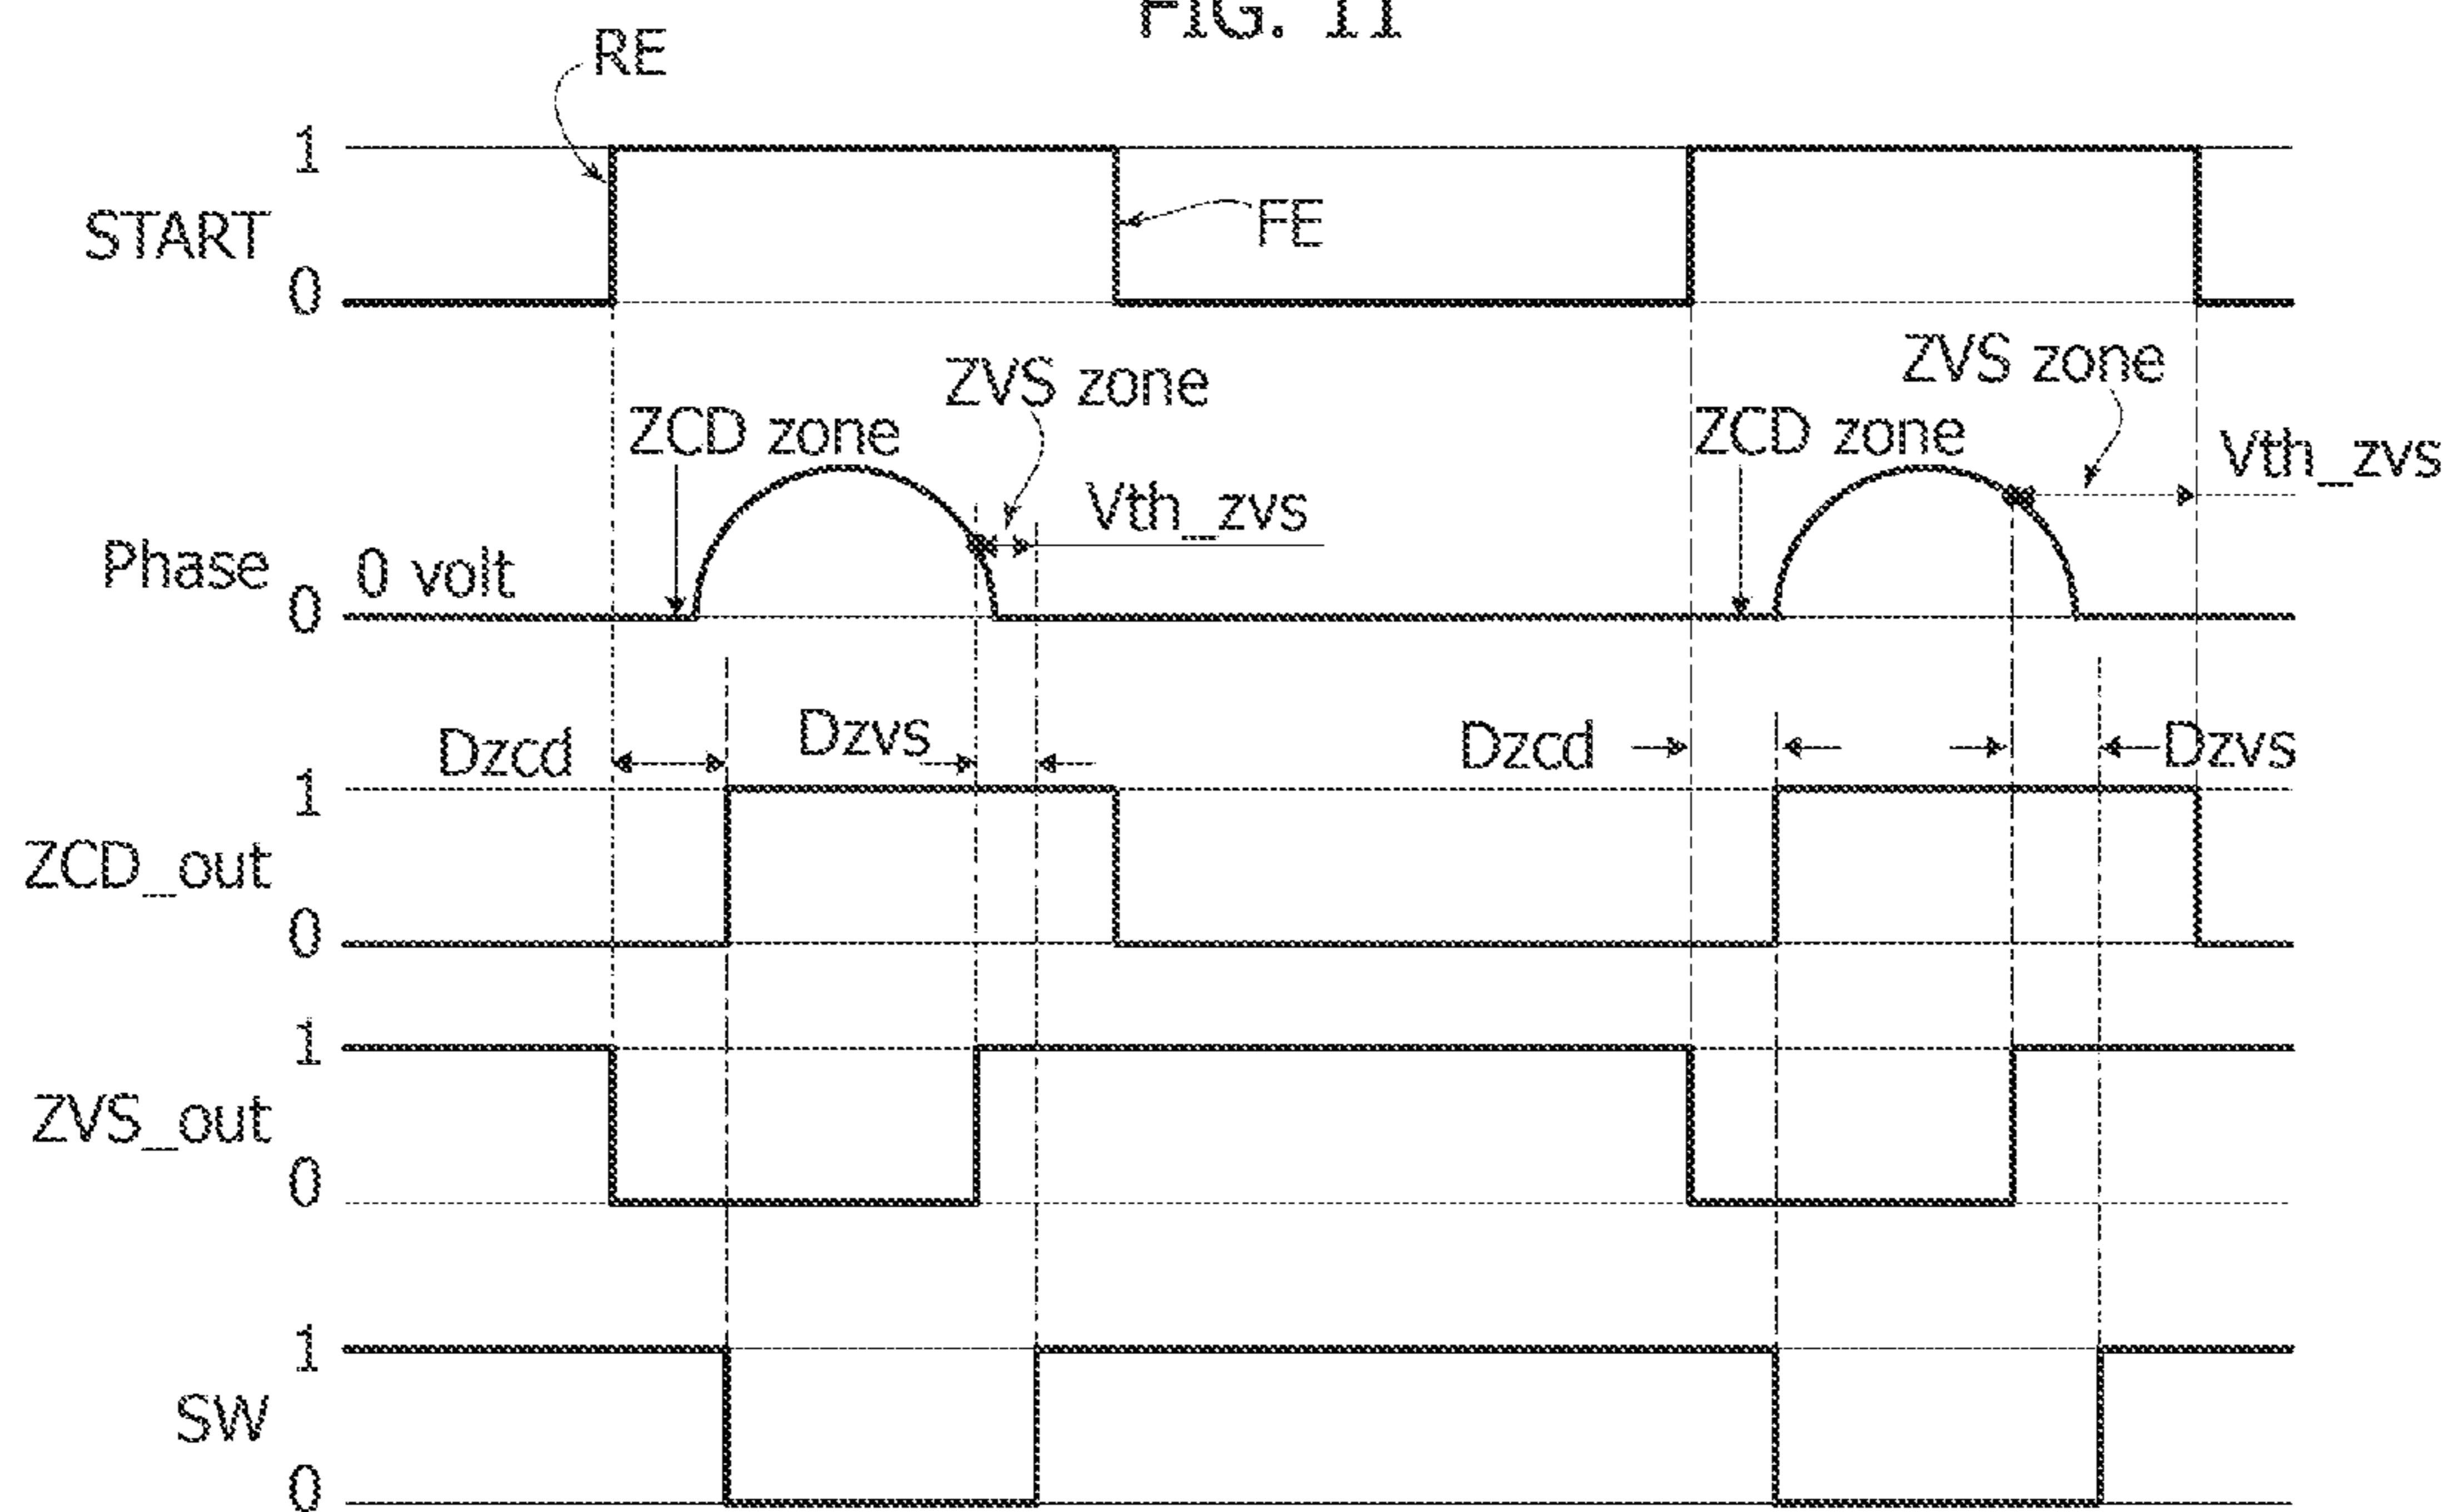 FIG. 11
RE
1
START
FE
0
ZVS zone
ZVS zone
ZCD zone
ZCD zone
Vth_zvs
Vth_zvs
Phase
0 volt
0
Dzcd
Dzvs
Dzcd
Dzvs
1
ZCD_out
0
1
ZVS_out
0
1
SW
0